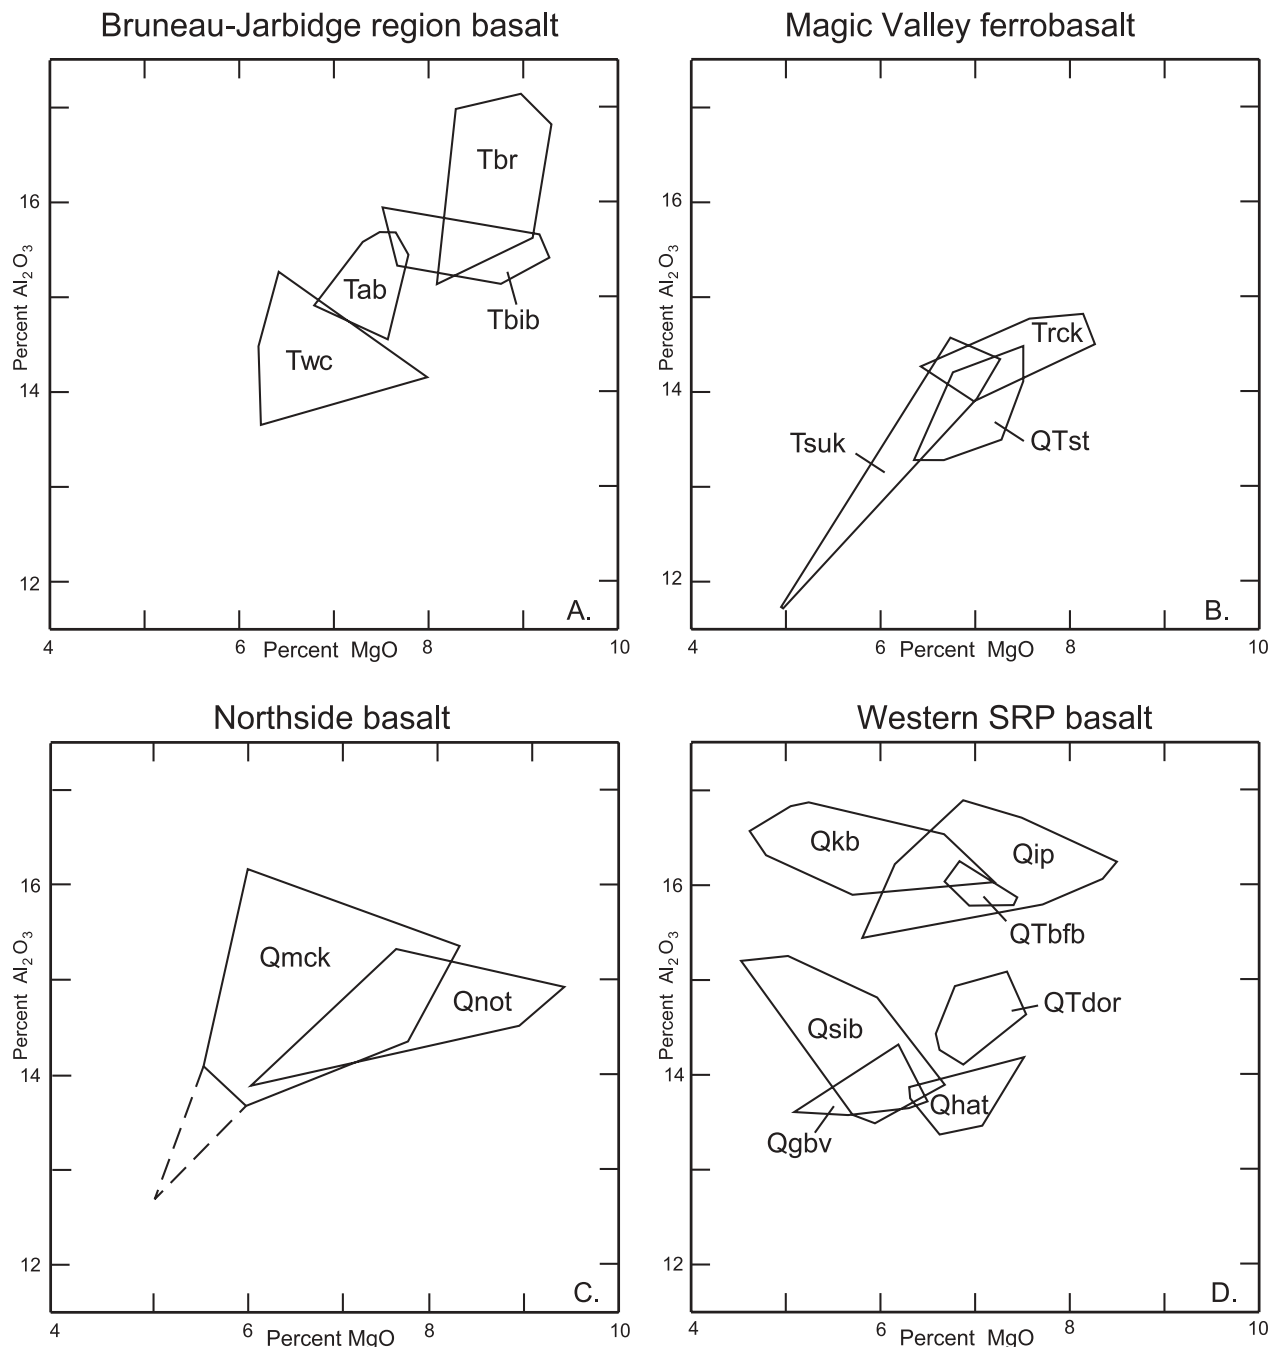 Bruneau-Jarbidge region basalt
Magic Valley ferrobasalt
Tbr
16
Percent Al2O3
Tab
Tbib
Twc
14
12
A.
4
6
Percent MgO
8
10
16
Percent Al2O3
Trck
14
Tsuk
QTst
12
B.
4
6
Percent MgO
8
10
Northside basalt
Western SRP basalt
16
Percent Al2O3
Qmck
Qnot
14
12
C.
4
6
Percent MgO
8
10
Qkb
Qip
16
QTbfb
Percent Al2O3
QTdor
Qsib
14
Qhat
Qgbv
12
D.
4
6
Percent MgO
8
10